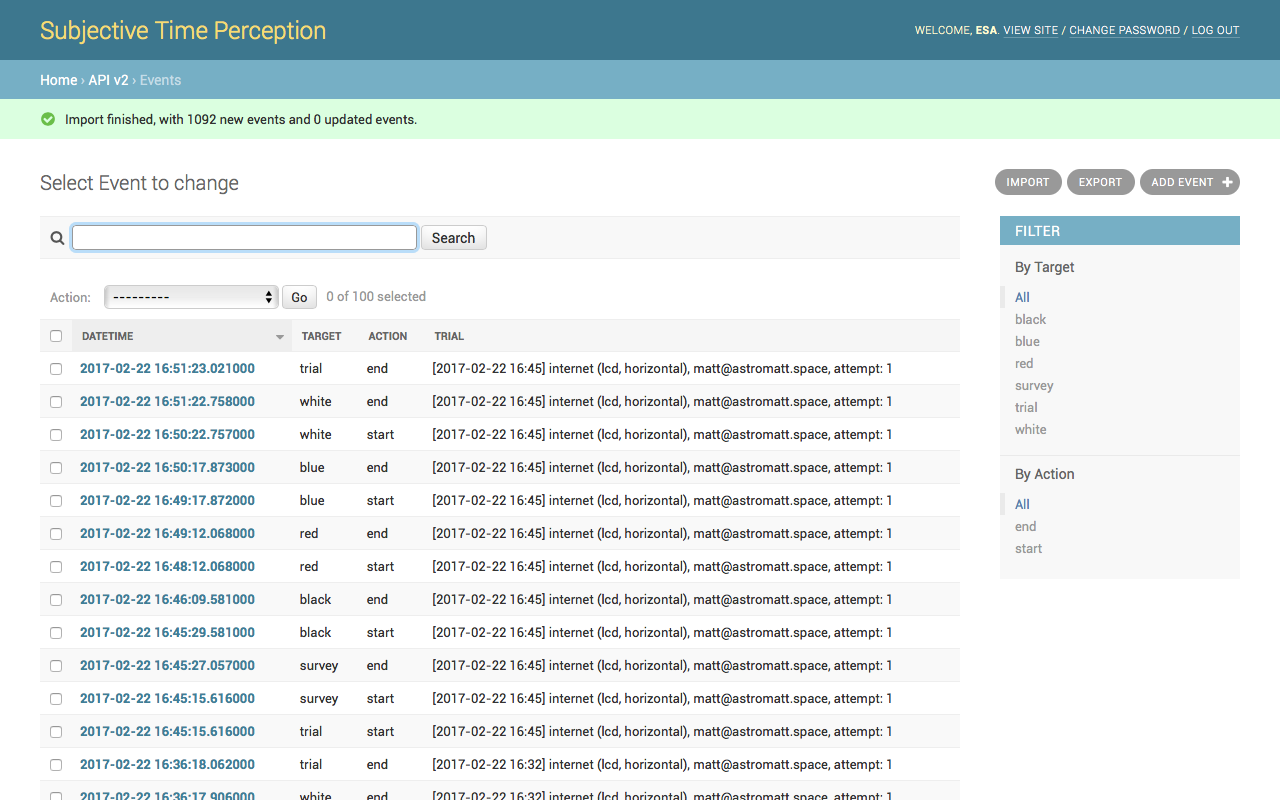 Subjective Time Perception
WELCOME, ESA. VIEW SITE / CHANGE PASSWORD / LOG OUT
Home › API v2 › Events
Import finished, with 1092 new events and 0 updated events.
Select Event to change
IMPORT EXPORT ADD EVENT +
Search
Action: --------- Go 0 of 100 selected
DATETIME TARGET ACTION TRIAL
2017-02-22 16:51:23.021000 trial end [2017-02-22 16:45] internet (lcd, horizontal), matt@astromatt.space, attempt: 1
2017-02-22 16:51:22.758000 white end [2017-02-22 16:45] internet (lcd, horizontal), matt@astromatt.space, attempt: 1
2017-02-22 16:50:22.757000 white start [2017-02-22 16:45] internet (lcd, horizontal), matt@astromatt.space, attempt: 1
2017-02-22 16:50:17.873000 blue end [2017-02-22 16:45] internet (lcd, horizontal), matt@astromatt.space, attempt: 1
2017-02-22 16:49:17.872000 blue start [2017-02-22 16:45] internet (lcd, horizontal), matt@astromatt.space, attempt: 1
2017-02-22 16:49:12.068000 red end [2017-02-22 16:45] internet (lcd, horizontal), matt@astromatt.space, attempt: 1
2017-02-22 16:48:12.068000 red start [2017-02-22 16:45] internet (lcd, horizontal), matt@astromatt.space, attempt: 1
2017-02-22 16:46:09.581000 black end [2017-02-22 16:45] internet (lcd, horizontal), matt@astromatt.space, attempt: 1
2017-02-22 16:45:29.581000 black start [2017-02-22 16:45] internet (lcd, horizontal), matt@astromatt.space, attempt: 1
2017-02-22 16:45:27.057000 survey end [2017-02-22 16:45] internet (lcd, horizontal), matt@astromatt.space, attempt: 1
2017-02-22 16:45:15.616000 survey start [2017-02-22 16:45] internet (lcd, horizontal), matt@astromatt.space, attempt: 1
2017-02-22 16:45:15.616000 trial start [2017-02-22 16:45] internet (lcd, horizontal), matt@astromatt.space, attempt: 1
2017-02-22 16:36:18.062000 trial end [2017-02-22 16:32] internet (lcd, horizontal), matt@astromatt.space, attempt: 1
2017-02-22 16:36:17.906000 white end [2017-02-22 16:32] internet (lcd, horizontal), matt@astromatt.space, attempt: 1
FILTER
By Target
All
black
blue
red
survey
trial
white
By Action
All
end
start